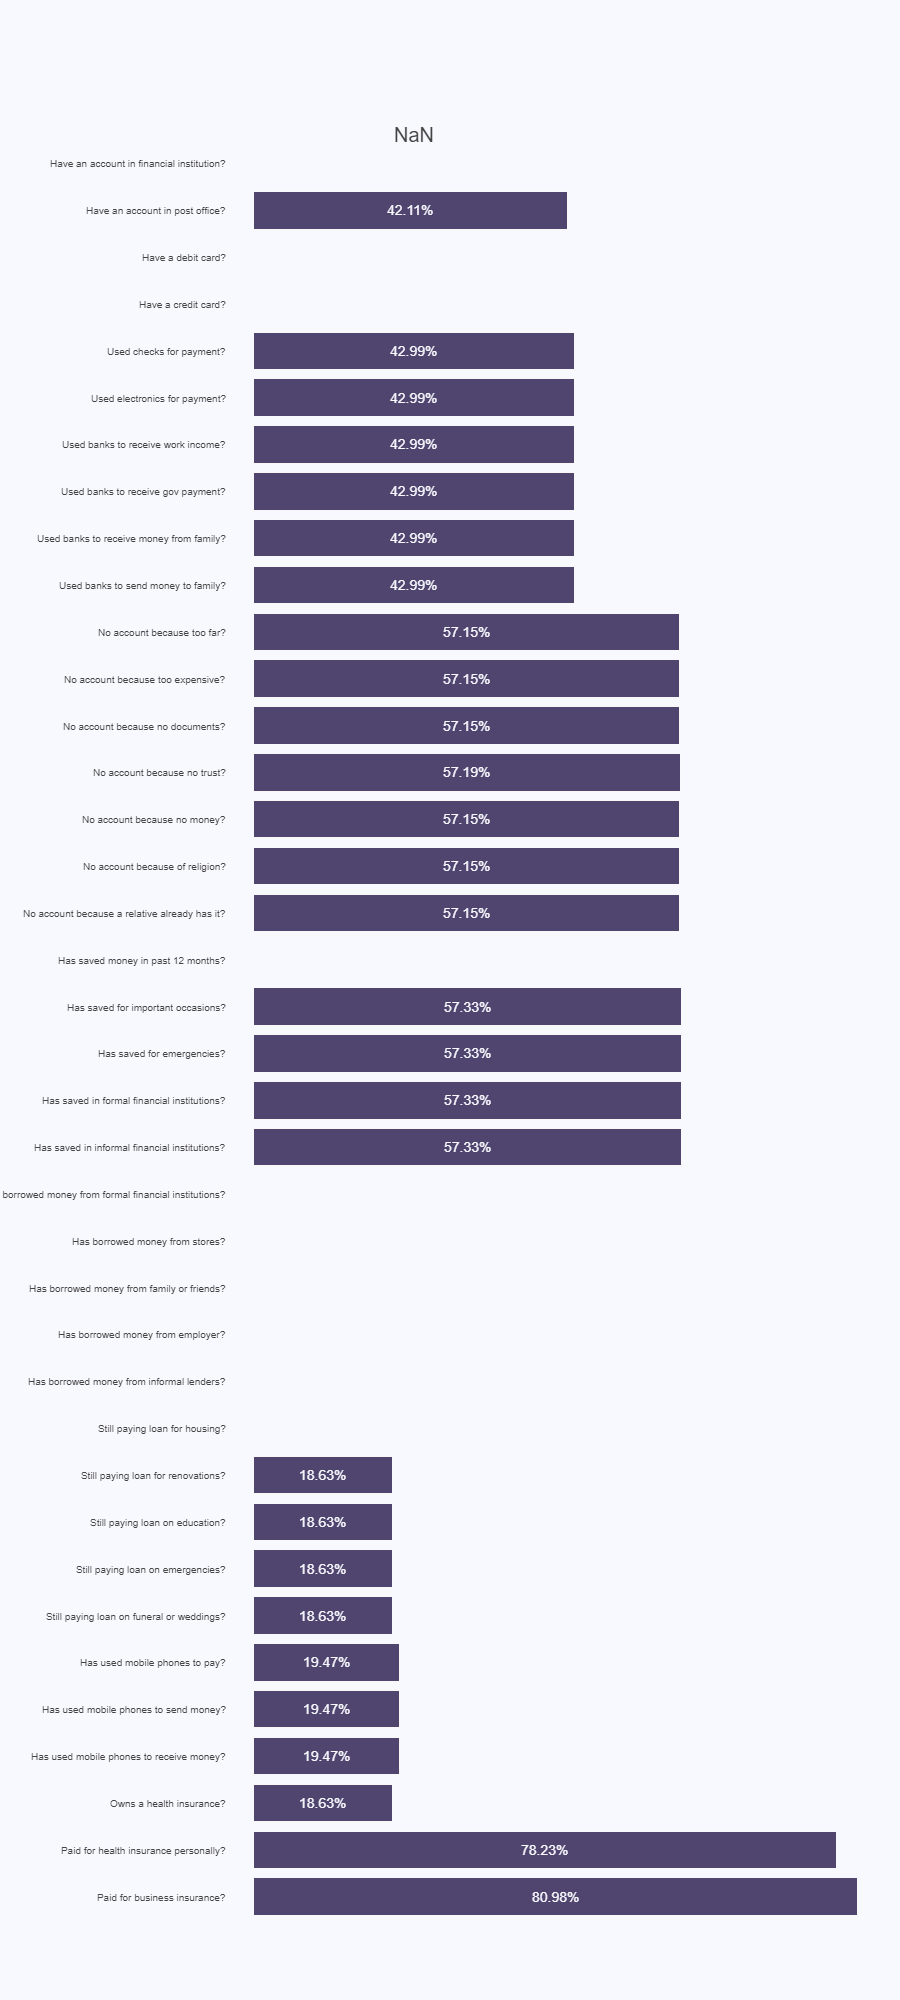 NaN
Have an account in financial institution?
Have an account in post office? 42.11%
Have a debit card?
Have a credit card?
Used checks for payment? 42.99%
Used electronics for payment? 42.99%
Used banks to receive work income? 42.99%
Used banks to receive gov payment? 42.99%
Used banks to receive money from family? 42.99%
Used banks to send money to family? 42.99%
No account because too far? 57.15%
No account because too expensive? 57.15%
No account because no documents? 57.15%
No account because no trust? 57.19%
No account because no money? 57.15%
No account because of religion? 57.15%
No account because a relative already has it? 57.15%
Has saved money in past 12 months?
Has saved for important occasions? 57.33%
Has saved for emergencies? 57.33%
Has saved in formal financial institutions? 57.33%
Has saved in informal financial institutions? 57.33%
borrowed money from formal financial institutions?
Has borrowed money from stores?
Has borrowed money from family or friends?
Has borrowed money from employer?
Has borrowed money from informal lenders?
Still paying loan for housing?
Still paying loan for renovations? 18.63%
Still paying loan on education? 18.63%
Still paying loan on emergencies? 18.63%
Still paying loan on funeral or weddings? 18.63%
Has used mobile phones to pay? 19.47%
Has used mobile phones to send money? 19.47%
Has used mobile phones to receive money? 19.47%
Owns a health insurance? 18.63%
Paid for health insurance personally? 78.23%
Paid for business insurance? 80.98%